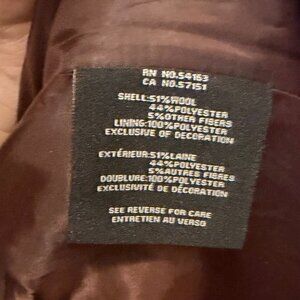 RN NO.54163
CA NO.57151
SHELL:51%WOOL
44%POLYESTER
5%OTHER FIBERS
LINING:100%POLYESTER
EXCLUSIVE OF DECORATION
EXTÉRIEUR:51%LAINE
44%POLYESTER
5%AUTRES FIBRES
DOUBLURE:100%POLYESTER
EXCLUSIVITÉ DE DÉCORATION
SEE REVERSE FOR CARE
ENTRETIEN AU VERSO